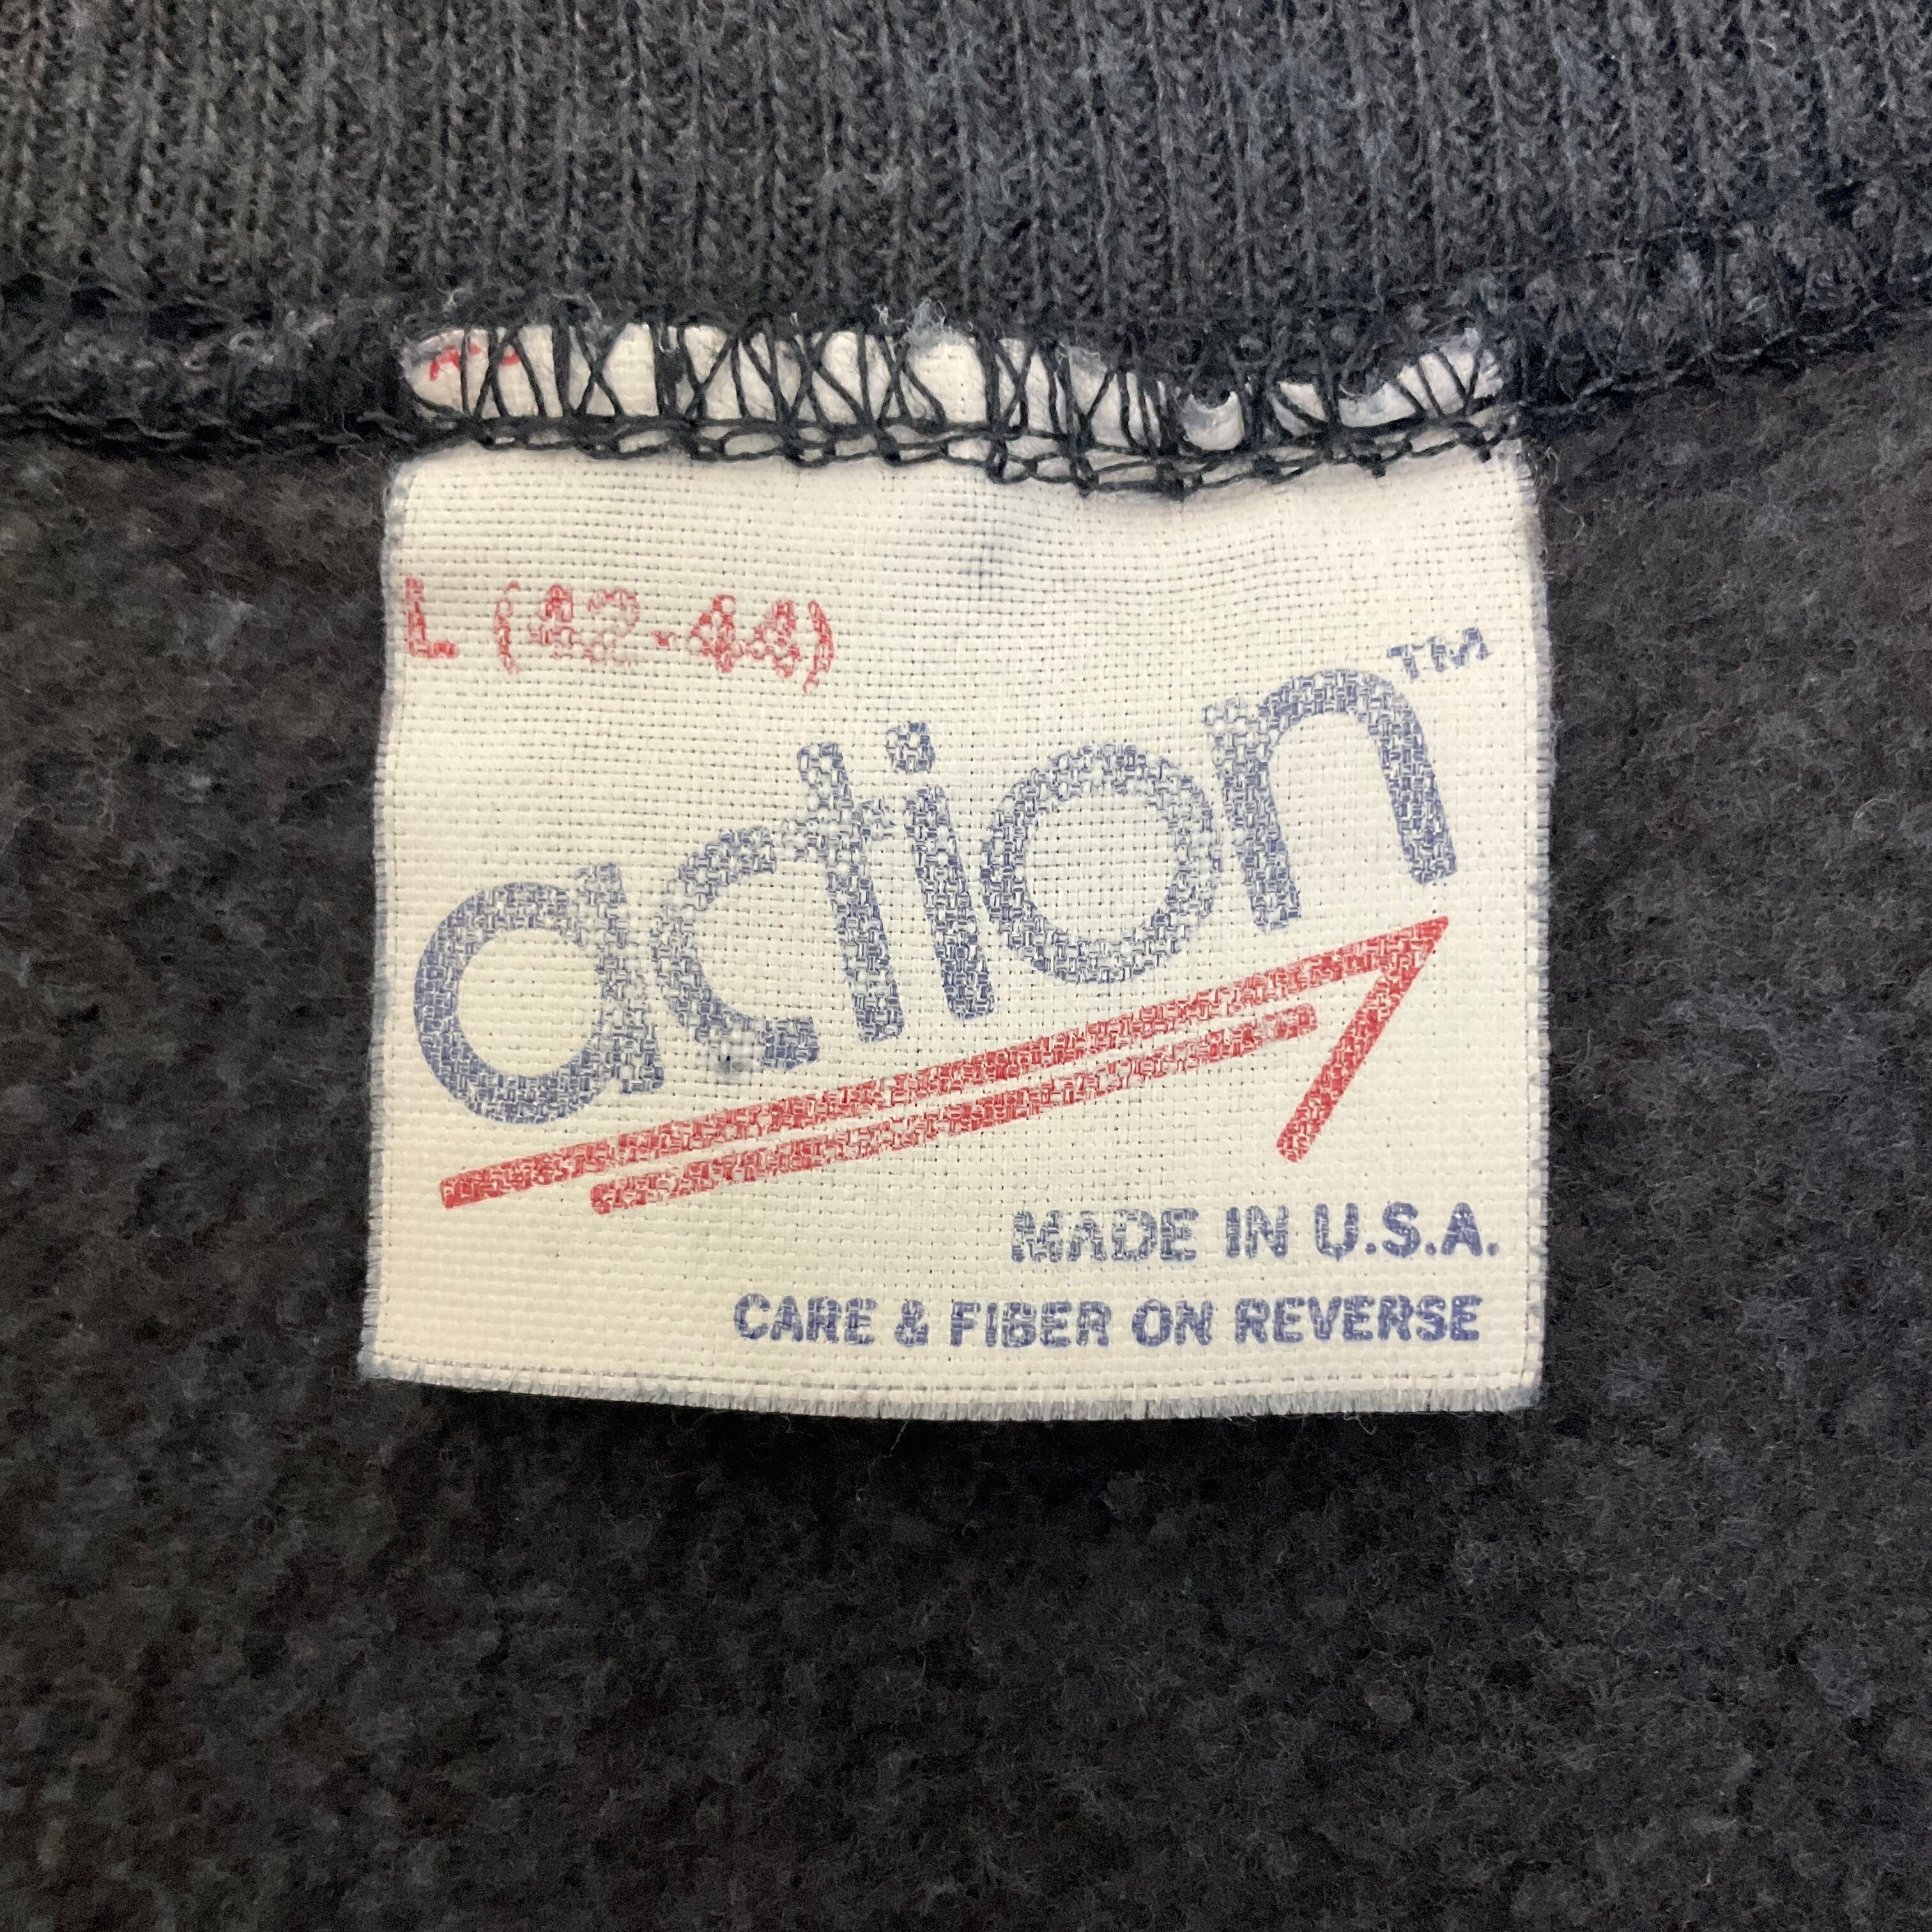 L (42-44)
action™
MADE IN U.S.A.
CARE & FIBER ON REVERSE